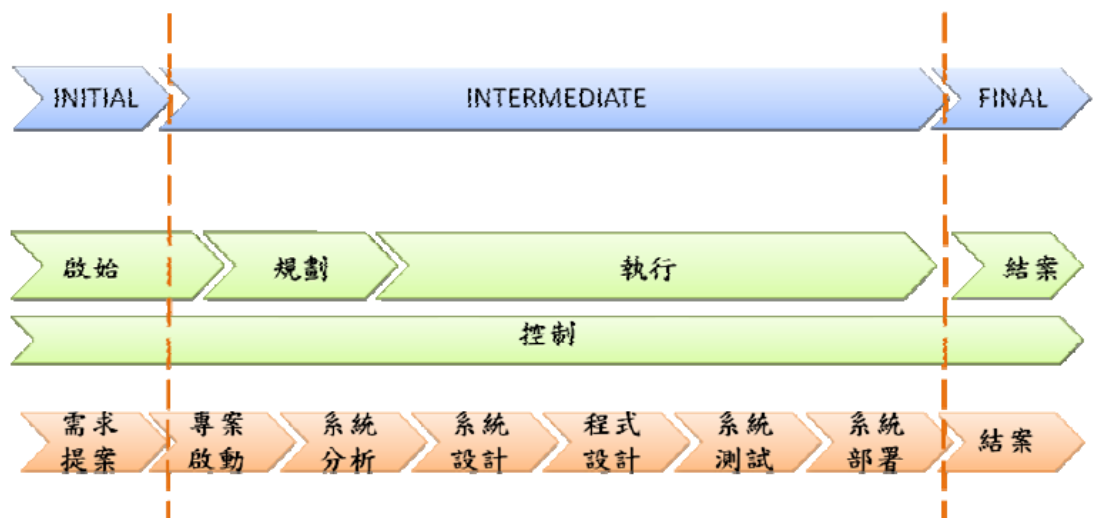 INITIAL INTERMEDIATE FINAL
啟始 規劃 執行 結案
控制
需求 專案 系統 系統 程式 系統 系統
提案 啟動 分析 設計 設計 測試 部署 結案